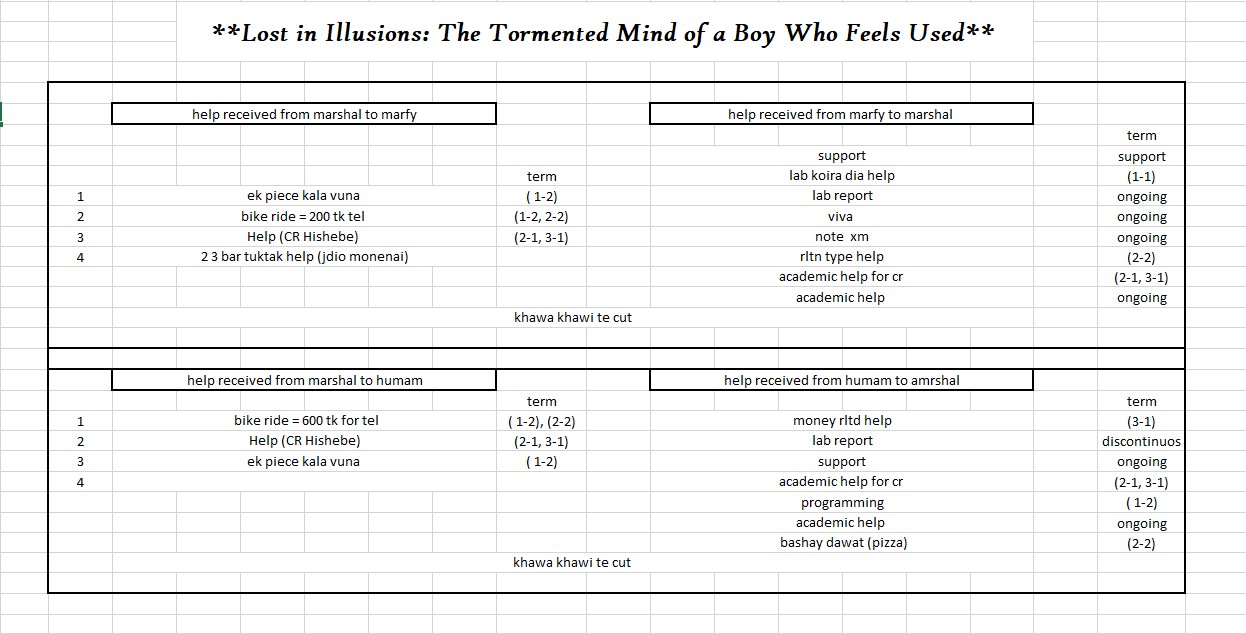 **Lost in Illusions: The Tormented Mind of a Boy Who Feels Used**
help received from marshal to marfy help received from marfy to marshal
term
support support
term lab koira dia help (1-1)
1 ek piece kala vuna ( 1-2) lab report ongoing
2 bike ride = 200 tk tel (1-2, 2-2) viva ongoing
3 Help (CR Hishebe) (2-1, 3-1) note xm ongoing
4 2 3 bar tuktak help (jdio monenai) rltn type help (2-2)
academic help for cr (2-1, 3-1)
academic help ongoing
khawa khawi te cut
help received from marshal to humam help received from humam to amrshal
term term
1 bike ride = 600 tk for tel ( 1-2), (2-2) money rltd help (3-1)
2 Help (CR Hishebe) (2-1, 3-1) lab report discontinuos
3 ek piece kala vuna ( 1-2) support ongoing
4 academic help for cr (2-1, 3-1)
programming ( 1-2)
academic help ongoing
bashay dawat (pizza) (2-2)
khawa khawi te cut